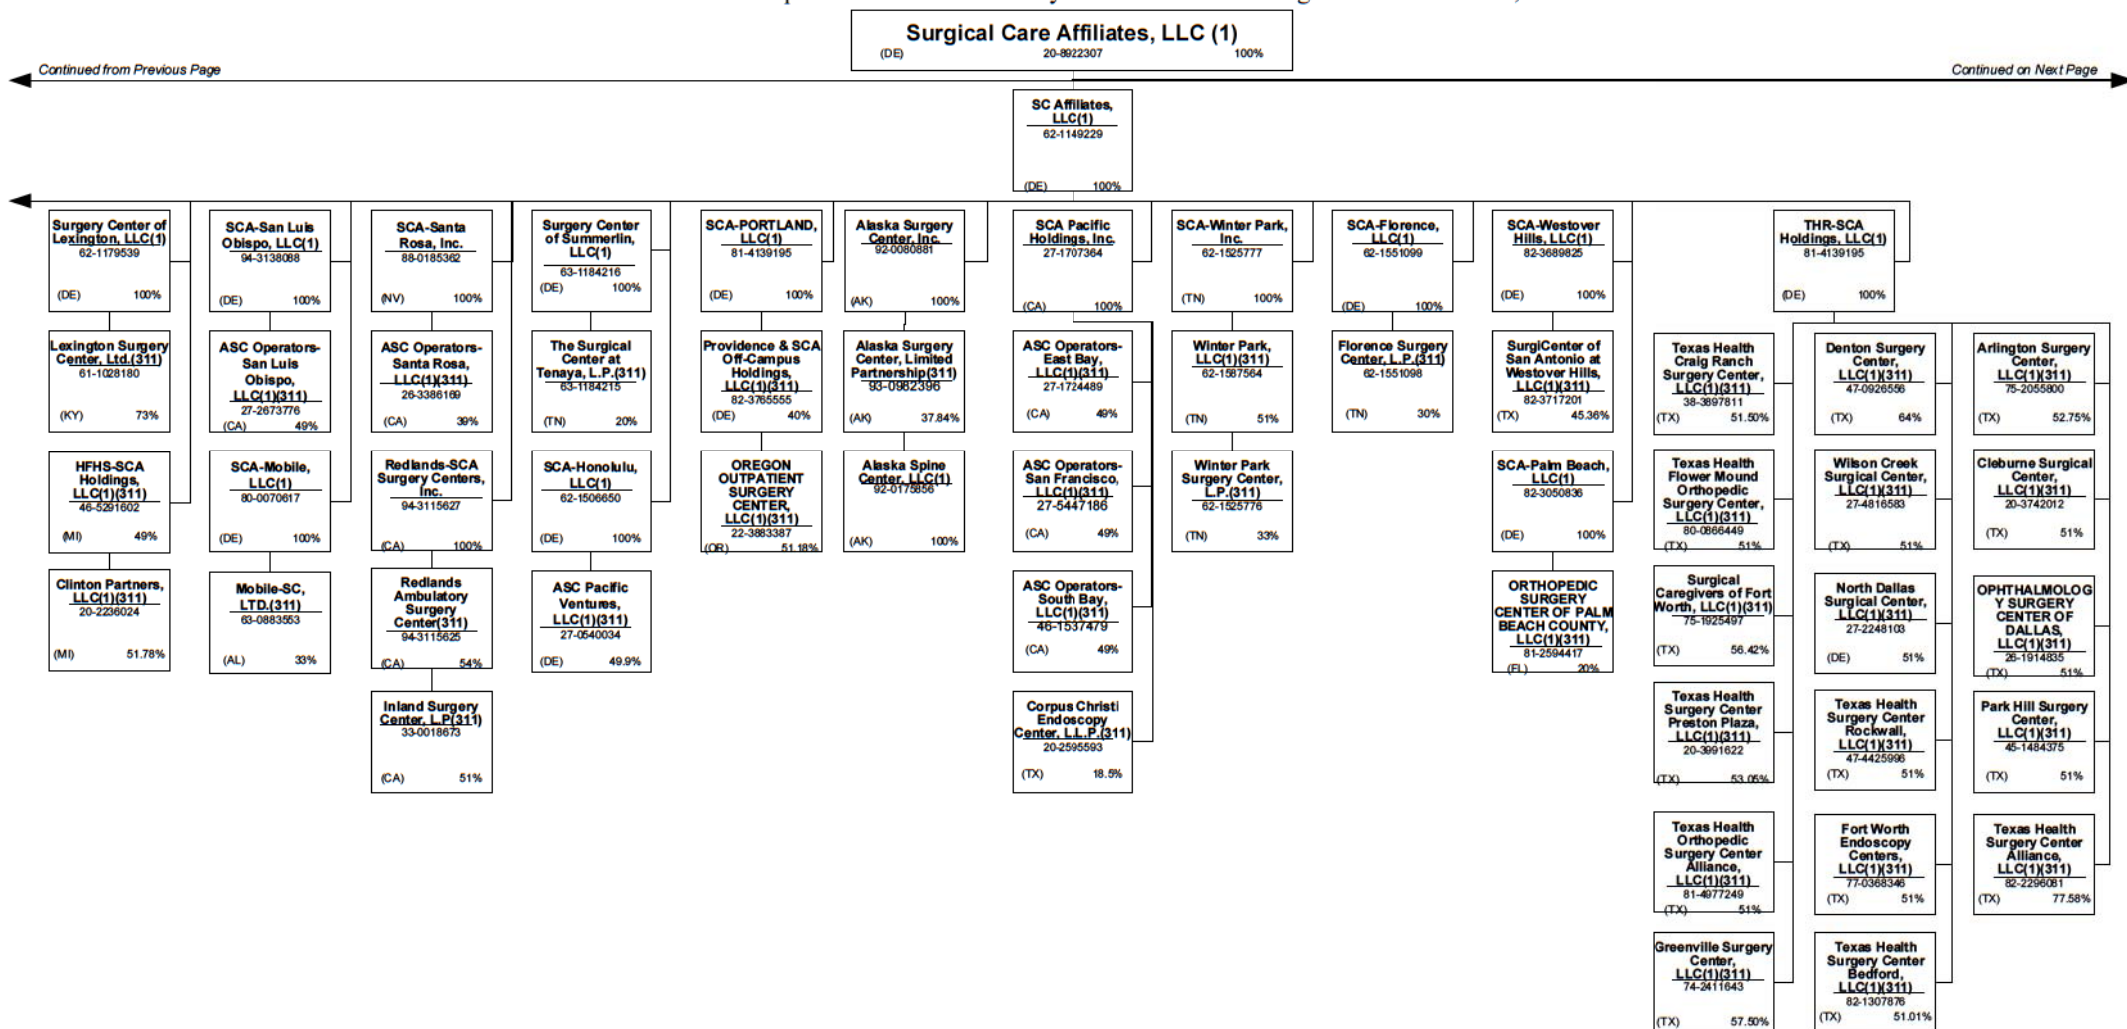 Surgical Care Affiliates, LLC (1)
(DE) 20-8922307 100%
Continued from Previous Page
Continued on Next Page
SC Affiliates,
LLC(1)
62-1149229
(DE) 100%
Surgery Center of
Lexington, LLC(1)
62-1179539
(DE) 100%
Lexington Surgery
Center, Ltd.(311)
61-1028180
(KY) 73%
HFHS-SCA
Holdings,
LLC(1)(311)
46-5291602
(MI) 49%
Clinton Partners,
LLC(1)(311)
20-2236024
(MI) 51.78%
SCA-San Luis
Obispo, LLC(1)
94-3138088
(DE) 100%
ASC Operators-
San Luis
Obispo,
LLC(1)(311)
27-2673776
(CA) 49%
SCA-Mobile,
LLC(1)
80-0070617
(DE) 100%
Mobile-SC,
LTD.(311)
63-0883553
(AL) 33%
SCA-Santa
Rosa, Inc.
88-0185362
(NV) 100%
ASC Operators-
Santa Rosa,
LLC(1)(311)
26-3386169
(CA) 39%
Redlands-SCA
Surgery Centers,
Inc.
94-3115627
(CA) 100%
Redlands
Ambulatory
Surgery
Center(311)
94-3115625
(CA) 54%
Inland Surgery
Center, L.P(311)
33-0018673
(CA) 51%
Surgery Center
of Summerlin,
LLC(1)
63-1184216
(DE) 100%
The Surgical
Center at
Tenaya, L.P.(311)
63-1184215
(TN) 20%
SCA-Honolulu,
LLC(1)
62-1506650
(DE) 100%
ASC Pacific
Ventures,
LLC(1)(311)
27-0540034
(DE) 49.9%
SCA-PORTLAND,
LLC(1)
81-4139195
(DE) 100%
Providence & SCA
Off-Campus
Holdings,
LLC(1)(311)
82-3765555
(DE) 40%
OREGON
OUTPATIENT
SURGERY
CENTER,
LLC(1)(311)
22-3883387
(OR) 51.18%
Alaska Surgery
Center, Inc.
92-0080881
(AK) 100%
Alaska Surgery
Center, Limited
Partnership(311)
93-0982396
(AK) 37.84%
Alaska Spine
Center, LLC(1)
92-0175856
(AK) 100%
SCA Pacific
Holdings, Inc.
27-1707364
(CA) 100%
ASC Operators-
East Bay,
LLC(1)(311)
27-1724489
(CA) 49%
ASC Operators-
San Francisco,
LLC(1)(311)
27-5447186
(CA) 49%
ASC Operators-
South Bay,
LLC(1)(311)
46-1537479
(CA) 49%
Corpus Christi
Endoscopy
Center, L.L.P.(311)
20-2595593
(TX) 18.5%
SCA-Winter Park,
Inc.
62-1525777
(TN) 100%
Winter Park,
LLC(1)(311)
62-1587564
(TN) 51%
Winter Park
Surgery Center,
L.P.(311)
62-1525776
(TN) 33%
SCA-Florence,
LLC(1)
62-1551099
(DE) 100%
Florence Surgery
Center, L.P.(311)
62-1551098
(TN) 30%
SCA-Westover
Hills, LLC(1)
82-3689825
(DE) 100%
SurgiCenter of
San Antonio at
Westover Hills,
LLC(1)(311)
82-3717201
(TX) 45.36%
SCA-Palm Beach,
LLC(1)
82-3050836
(DE) 100%
ORTHOPEDIC
SURGERY
CENTER OF PALM
BEACH COUNTY,
LLC(1)(311)
81-2594417
(FL) 20%
THR-SCA
Holdings, LLC(1)
81-4139195
(DE) 100%
Texas Health
Craig Ranch
Surgery Center,
LLC(1)(311)
38-3897811
(TX) 51.50%
Texas Health
Flower Mound
Orthopedic
Surgery Center,
LLC(1)(311)
80-0866449
(TX) 51%
Surgical
Caregivers of Fort
Worth, LLC(1)(311)
75-1925497
(TX) 56.42%
Texas Health
Surgery Center
Preston Plaza,
LLC(1)(311)
20-3991622
(TX) 53.05%
Texas Health
Orthopedic
Surgery Center
Alliance,
LLC(1)(311)
81-4977249
(TX) 51%
Greenville Surgery
Center,
LLC(1)(311)
74-2411643
(TX) 57.50%
Denton Surgery
Center,
LLC(1)(311)
47-0926556
(TX) 64%
Wilson Creek
Surgical Center,
LLC(1)(311)
27-4816583
(TX) 51%
North Dallas
Surgical Center,
LLC(1)(311)
27-2248103
(DE) 51%
Texas Health
Surgery Center
Rockwall,
LLC(1)(311)
47-4425996
(TX) 51%
Fort Worth
Endoscopy
Centers,
LLC(1)(311)
77-0368346
(TX) 51%
Texas Health
Surgery Center
Bedford,
LLC(1)(311)
82-1307876
(TX) 51.01%
Arlington Surgery
Center,
LLC(1)(311)
75-2055800
(TX) 52.75%
Cleburne Surgical
Center,
LLC(1)(311)
20-3742012
(TX) 51%
OPHTHALMOLOG
Y SURGERY
CENTER OF
DALLAS,
LLC(1)(311)
26-1914835
(TX) 51%
Park Hill Surgery
Center,
LLC(1)(311)
45-1484375
(TX) 51%
Texas Health
Surgery Center
Alliance,
LLC(1)(311)
82-2296081
(TX) 77.58%